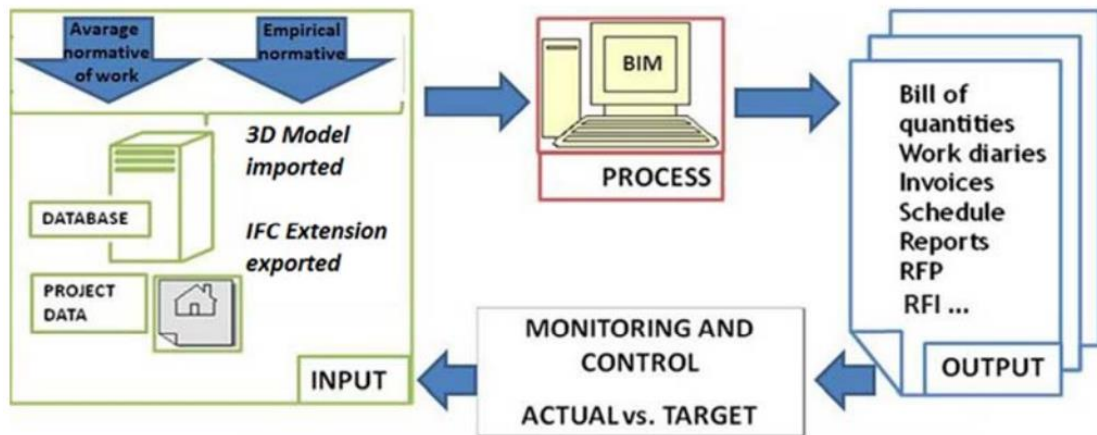 Avarage
normative
of work
Empirical
normative
3D Model
imported
DATABASE
IFC Extension
exported
PROJECT
DATA
INPUT
BIM
PROCESS
Bill of
quantities
Work diaries
Invoices
Schedule
Reports
RFP
RFI ...
OUTPUT
MONITORING AND
CONTROL
ACTUAL vs. TARGET